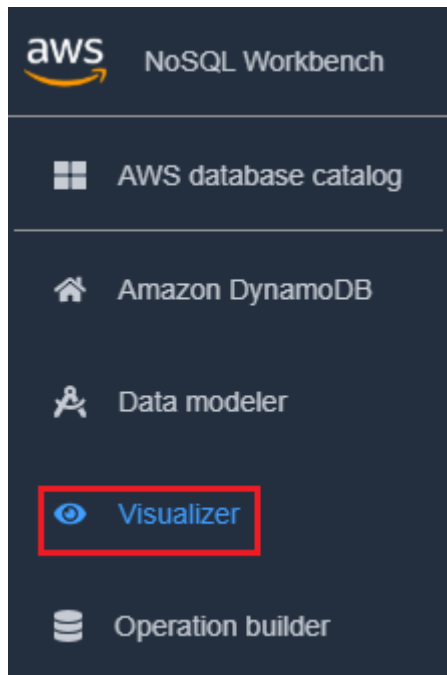 aws NoSQL Workbench
AWS database catalog
Amazon DynamoDB
Data modeler
Visualizer
Operation builder